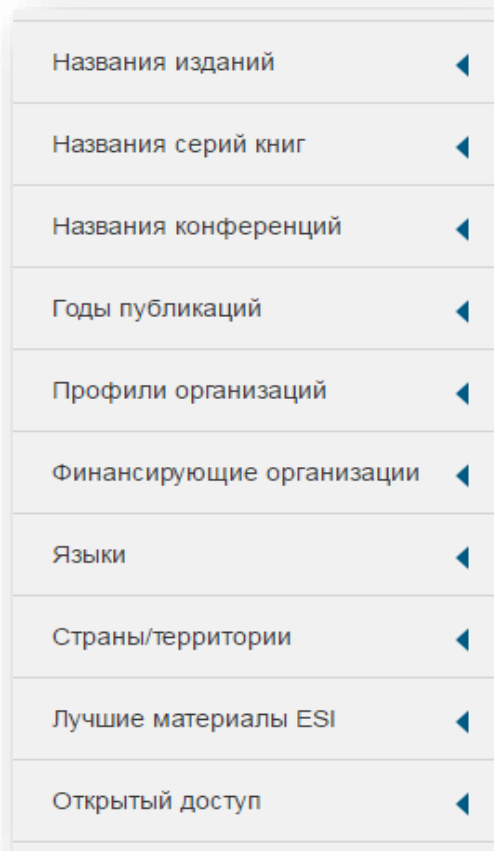 Названия изданий
Названия серий книг
Названия конференций
Годы публикаций
Профили организаций
Финансирующие организации
Языки
Страны/территории
Лучшие материалы ESI
Открытый доступ